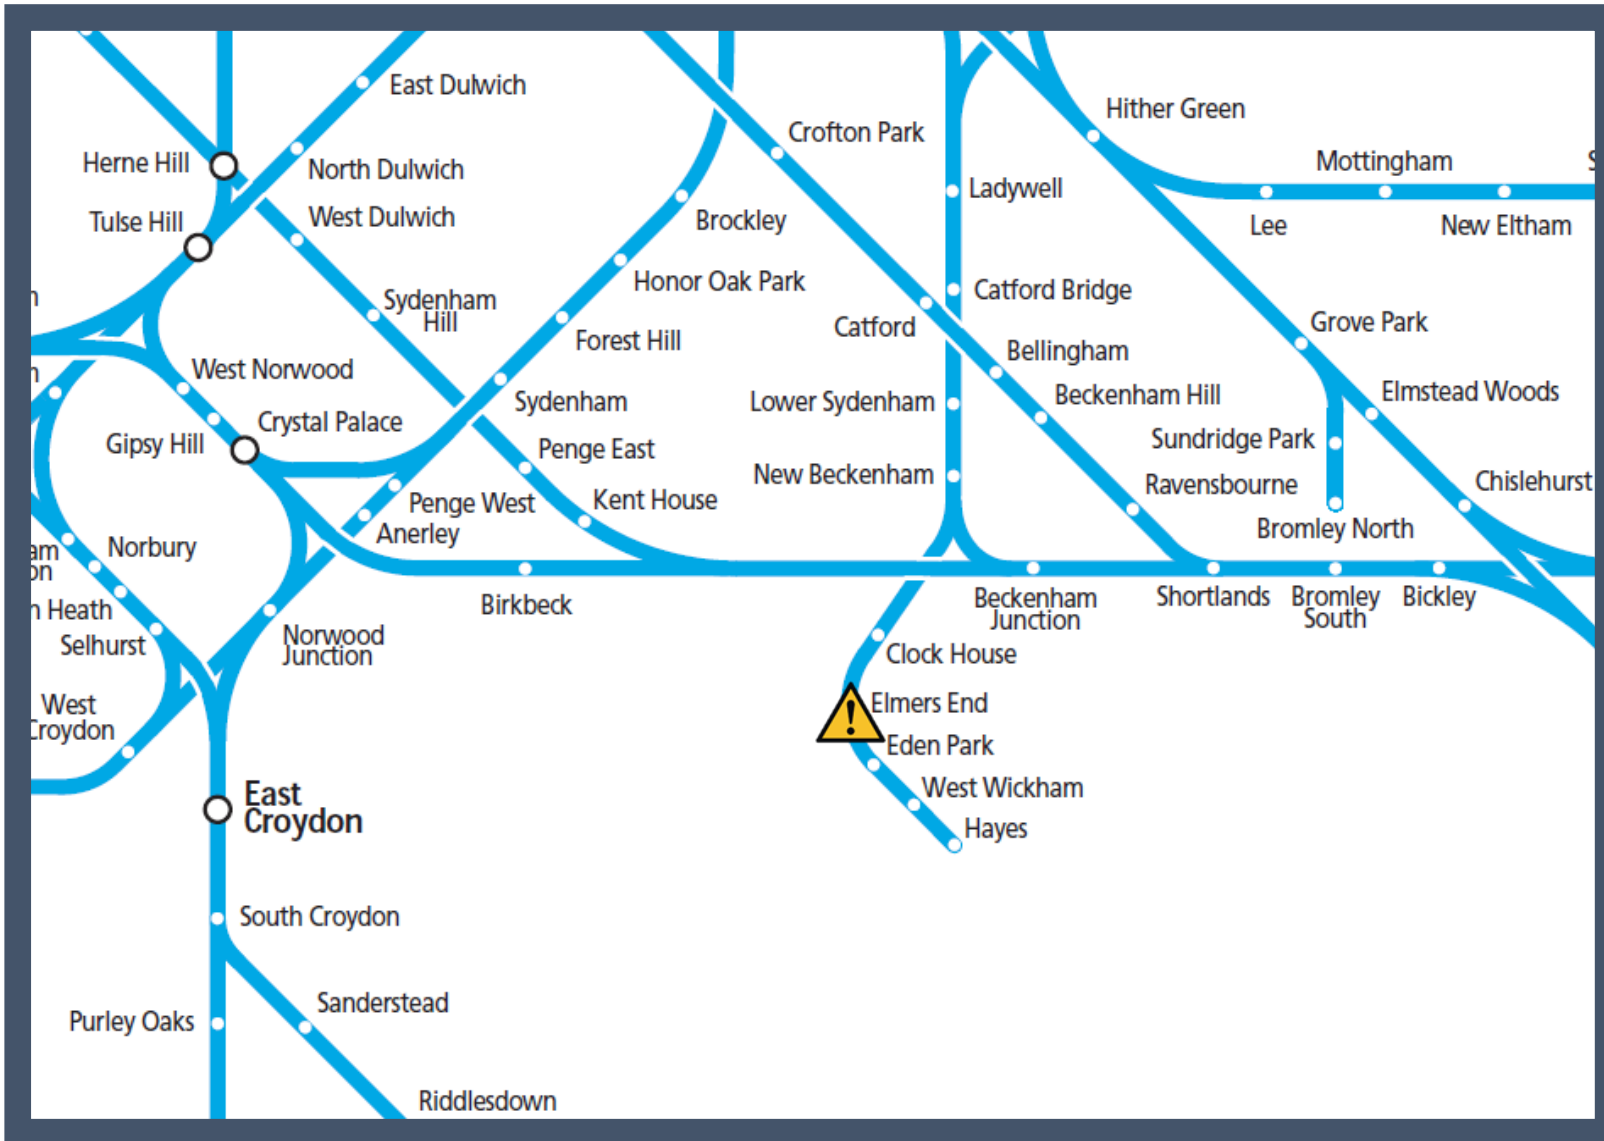 East Dulwich
Hither Green
Crofton Park
Herne Hill
Mottingham
S
North Dulwich
Ladywell
West Dulwich
Tulse Hill
Brockley
Lee
New Eltham
Honor Oak Park
Catford Bridge
n
Sydenham
Hill
Grove Park
Catford
Forest Hill
Bellingham
West Norwood
n
Elmstead Woods
Beckenham Hill
Sydenham
Lower Sydenham
Crystal Palace
Sundridge Park
Gipsy Hill
Penge East
New Beckenham
Chislehurst
Ravensbourne
Kent House
Penge West
Bromley North
Anerley
Norbury
am
on
Birkbeck
Beckenham
Junction
Shortlands
Bromley
South
Bickley
n Heath
Norwood
Junction
Selhurst
Clock House
West
Croydon
Elmers End
!
Eden Park
West Wickham
East
Croydon
Hayes
South Croydon
Sanderstead
Purley Oaks
Riddlesdown